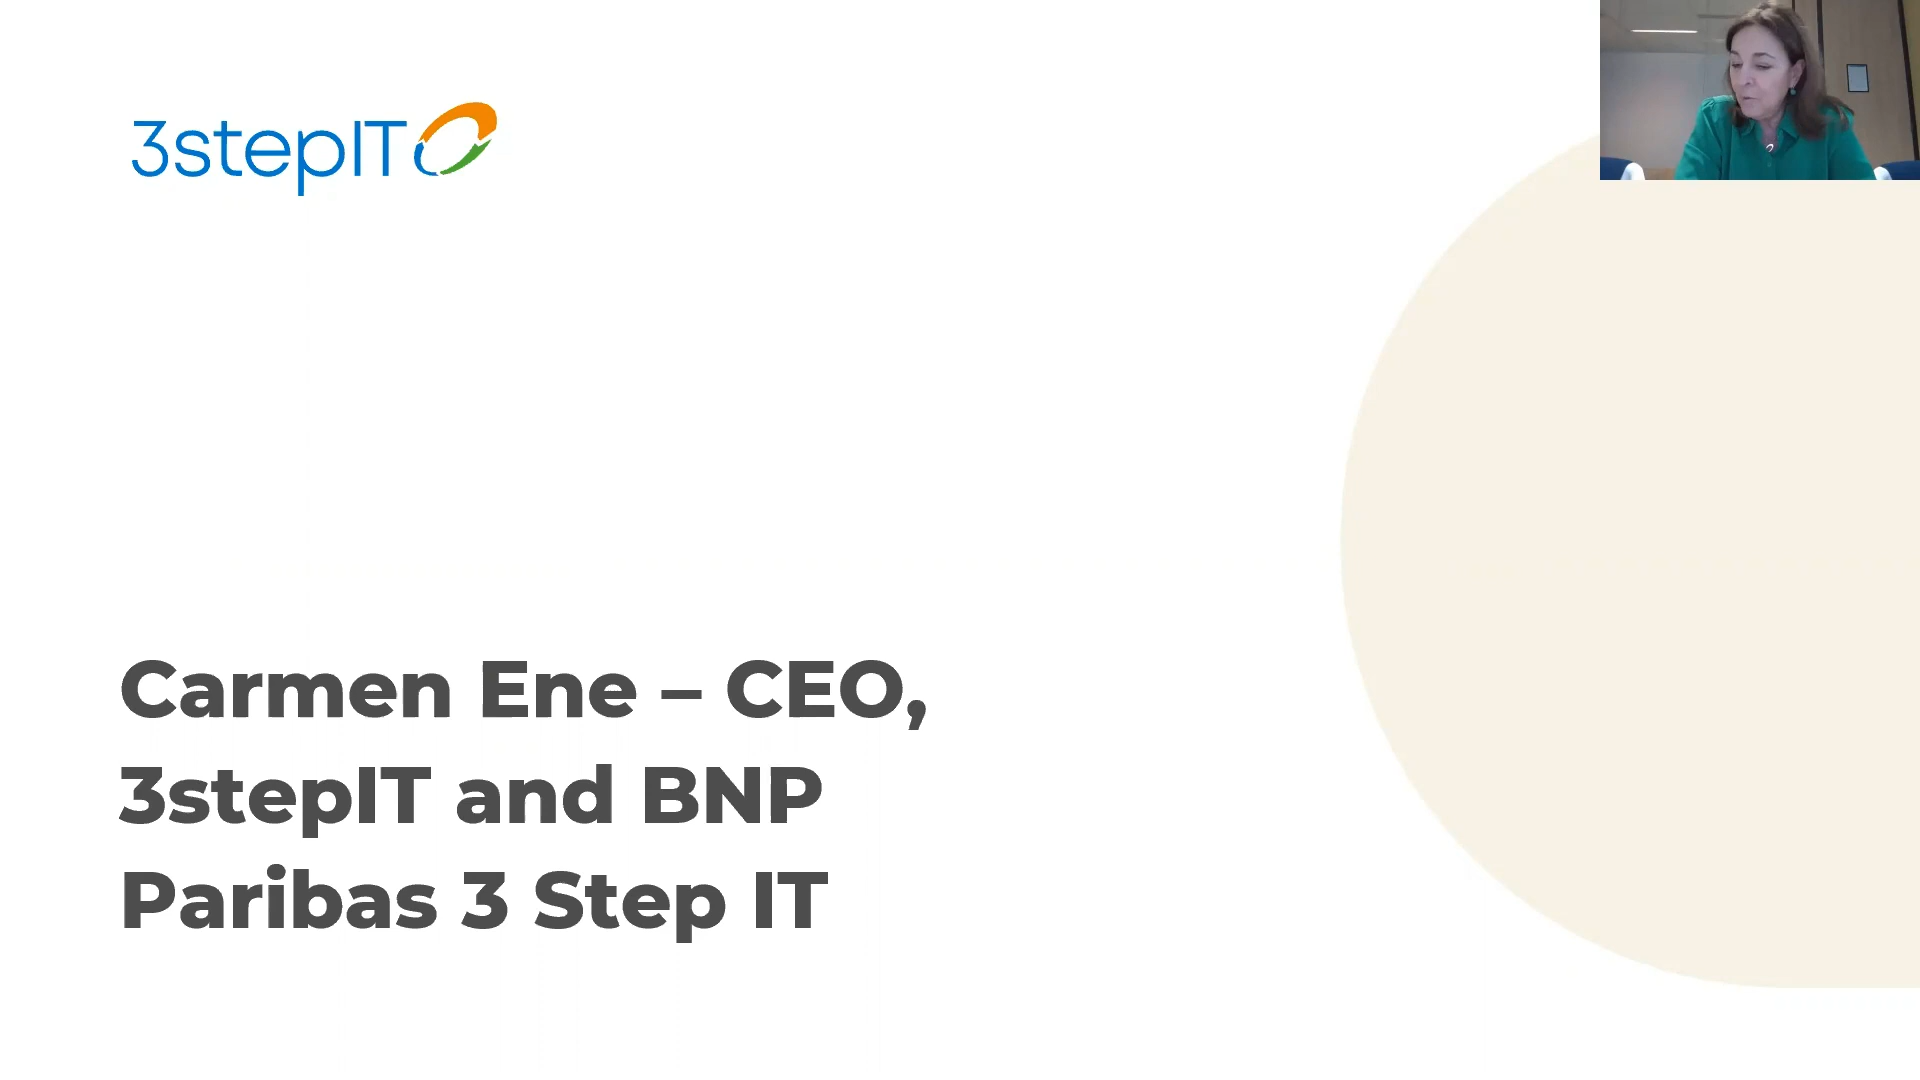 3stepIT
Carmen Ene – CEO,
3stepIT and BNP
Paribas 3 Step IT